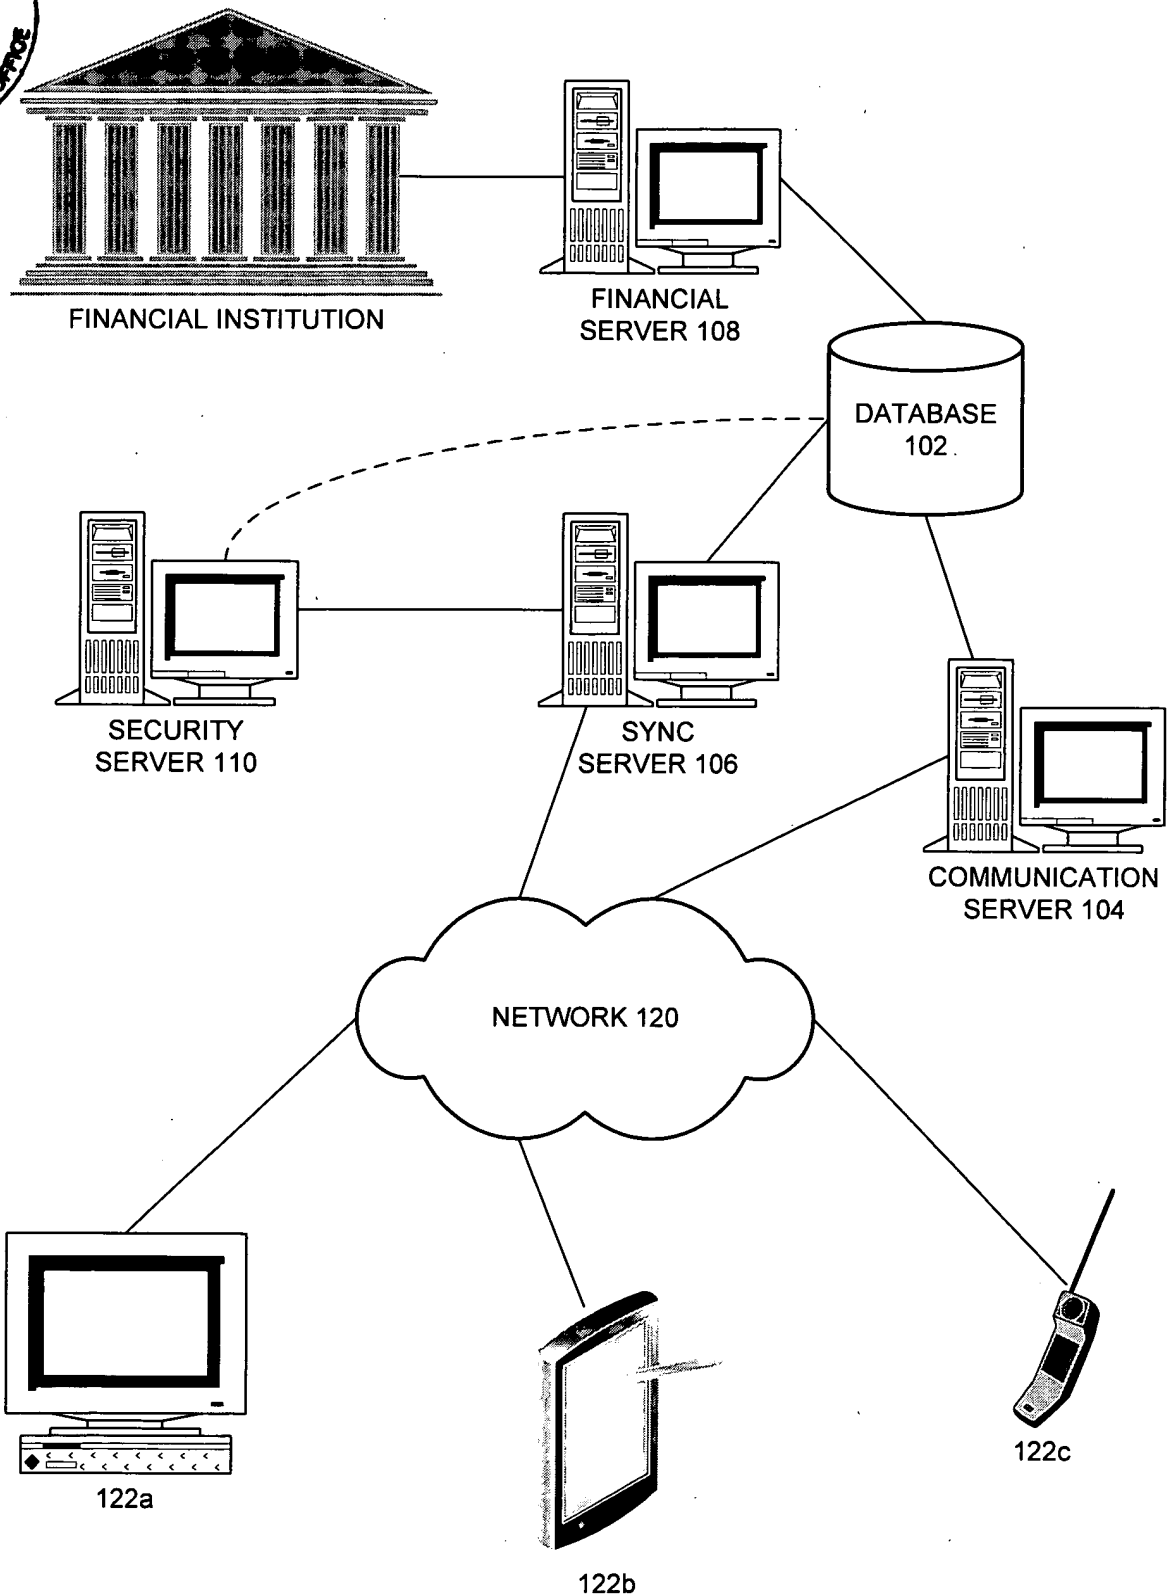 OFFICE
FINANCIAL INSTITUTION
FINANCIAL
SERVER 108
DATABASE
102
SECURITY
SERVER 110
SYNC
SERVER 106
COMMUNICATION
SERVER 104
NETWORK 120
122a
122b
122c